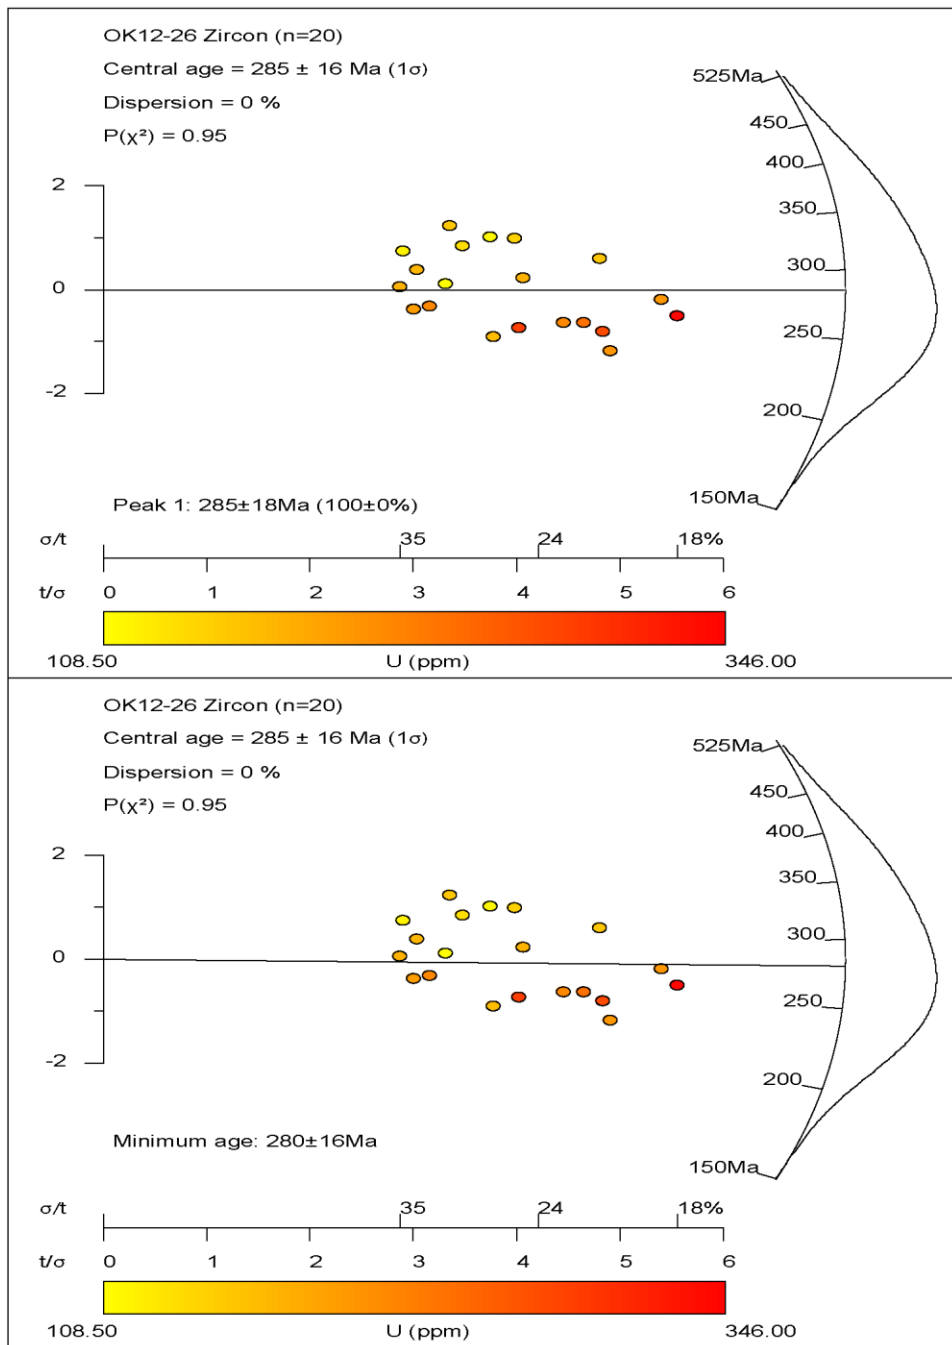 OK12-26 Zircon (n=20)
Central age = 285 ± 16 Ma (1σ)
Dispersion = 0 %
P(χ²) = 0.95
525Ma
450
400
350
300
250
200
150Ma
2
0
-2
Peak 1: 285±18Ma (100±0%)
σ/t 35 24 18%
t/σ 0 1 2 3 4 5 6
108.50 U (ppm) 346.00
OK12-26 Zircon (n=20)
Central age = 285 ± 16 Ma (1σ)
Dispersion = 0 %
P(χ²) = 0.95
525Ma
450
400
350
300
250
200
150Ma
2
0
-2
Minimum age: 280±16Ma
σ/t 35 24 18%
t/σ 0 1 2 3 4 5 6
108.50 U (ppm) 346.00